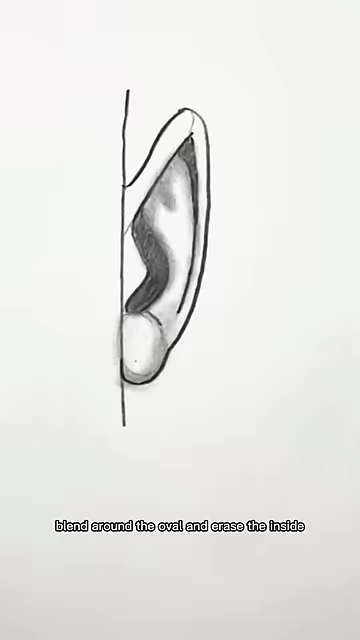 blend around the oval and erase the inside